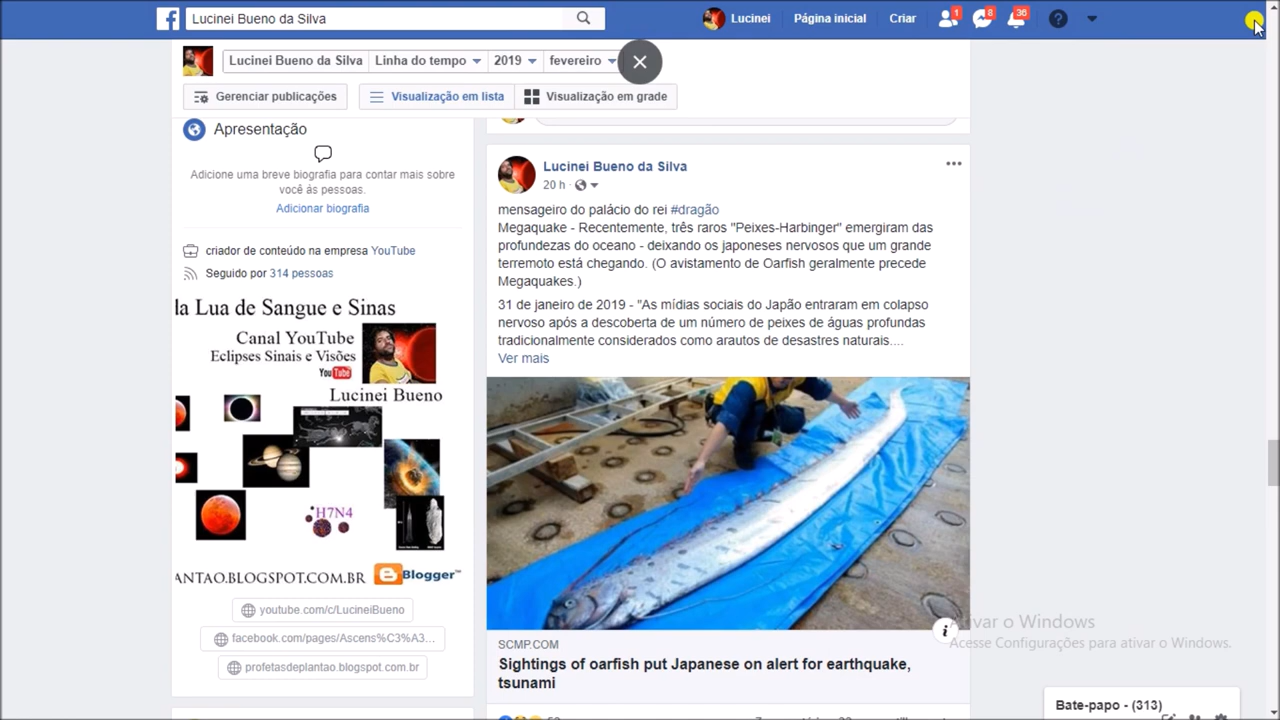 Lucinei Bueno da Silva
Lucinei
Página inicial
Criar
1
8
36
Lucinei Bueno da Silva
Linha do tempo
2019
fevereiro
Gerenciar publicações
Visualização em lista
Visualização em grade
Apresentação
Adicione uma breve biografia para contar mais sobre
você às pessoas.
Adicionar biografia
criador de conteúdo na empresa YouTube
Seguido por 314 pessoas
la Lua de Sangue e Sinas
Canal YouTube
Eclipses Sinais e Visões
YouTube
Lucinei Bueno
H7N4
ANTAO.BLOGSPOT.COM.BR
Blogger™
youtube.com/c/LucineiBueno
facebook.com/pages/Ascens%C3%A3...
profetasdeplantao.blogspot.com.br
Lucinei Bueno da Silva
20 h ·
mensageiro do palácio do rei #dragão
Megaquake - Recentemente, três raros "Peixes-Harbinger" emergiram das
profundezas do oceano - deixando os japoneses nervosos que um grande
terremoto está chegando. (O avistamento de Oarfish geralmente precede
Megaquakes.)
31 de janeiro de 2019 - "As mídias sociais do Japão entraram em colapso
nervoso após a descoberta de um número de peixes de águas profundas
tradicionalmente considerados como arautos de desastres naturais....
Ver mais
SCMP.COM
Sightings of oarfish put Japanese on alert for earthquake,
tsunami
Ativar o Windows
Acesse Configurações para ativar o Windows.
Bate-papo - (313)